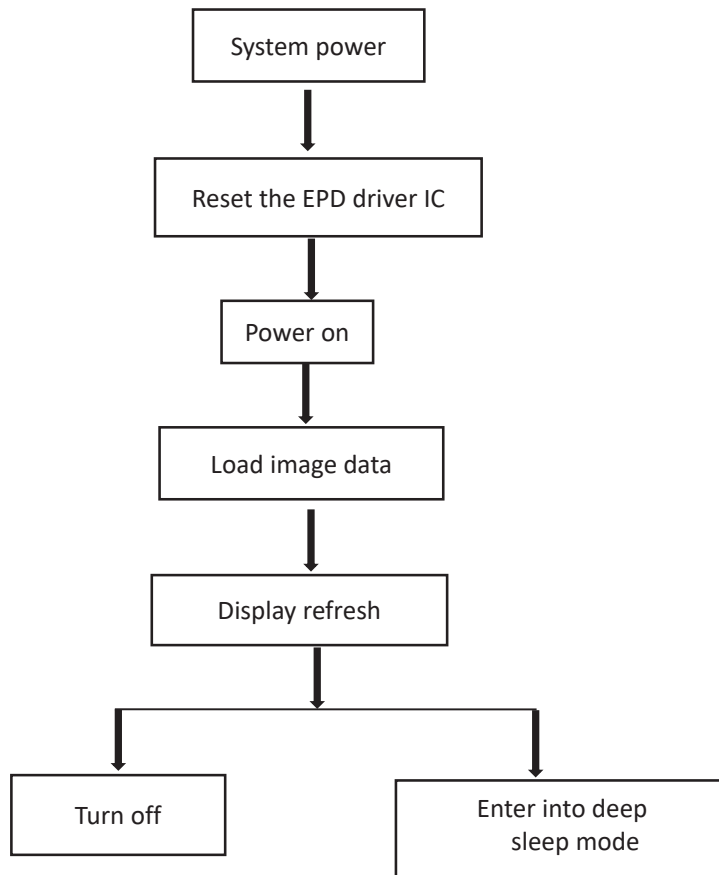 System power
Reset the EPD driver IC
Power on
Load image data
Display refresh
Turn off
Enter into deep
sleep mode